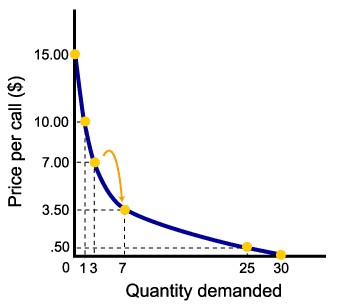 Price per call ($)
15.00
10.00
7.00
3.50
.50
0 1 3 7 25 30
Quantity demanded